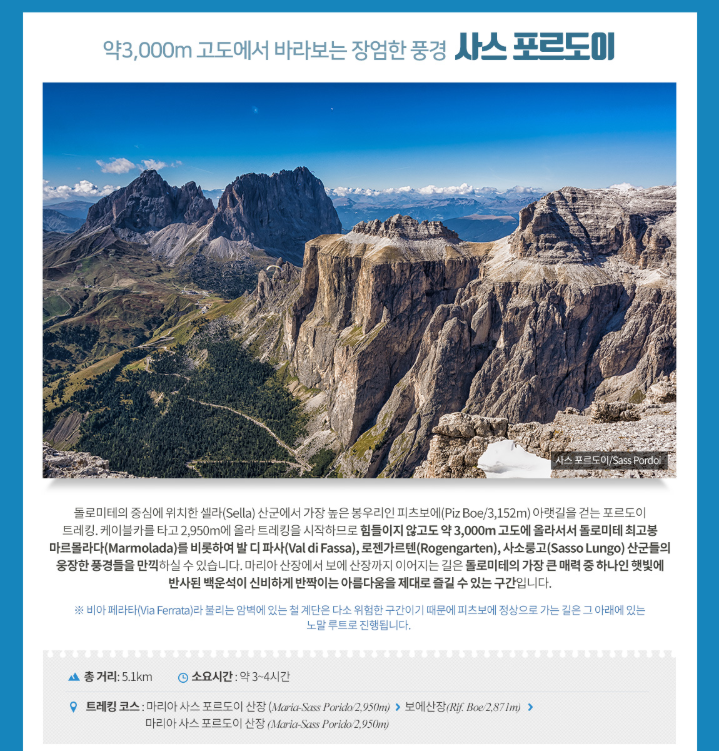 약3,000m 고도에서 바라보는 장엄한 풍경 사스 포르도이
사스 포르도이/Sass Pordoi
돌로미테의 중심에 위치한 셀라(Sella) 산군에서 가장 높은 봉우리인 피츠보에(Piz Boe/3,152m) 아랫길을 걷는 포르도이
트레킹. 케이블카를 타고 2,950m에 올라 트레킹을 시작하므로 힘들이지 않고도 약 3,000m 고도에 올라서서 돌로미테 최고봉
마르몰라다(Marmolada)를 비롯하여 발 디 파사(Val di Fassa), 로젠가르텐(Rogengarten), 사소룽고(Sasso Lungo) 산군들의
웅장한 풍경들을 만끽하실 수 있습니다. 마리아 산장에서 보에 산장까지 이어지는 길은 돌로미테의 가장 큰 매력 중 하나인 햇빛에
반사된 백운석이 신비하게 반짝이는 아름다움을 제대로 즐길 수 있는 구간입니다.
※ 비아 페라타(Via Ferrata)라 불리는 암벽에 있는 철 계단은 다소 위험한 구간이기 때문에 피츠보에 정상으로 가는 길은 그 아래에 있는
노말 루트로 진행됩니다.
총 거리: 5.1km 소요시간 : 약 3~4시간
트레킹 코스 : 마리아 사스 포르도이 산장 (Maria-Sass Porido/2,950m) > 보에산장(Rif. Boe/2,871m) >
마리아 사스 포르도이 산장 (Maria-Sass Porido/2,950m)